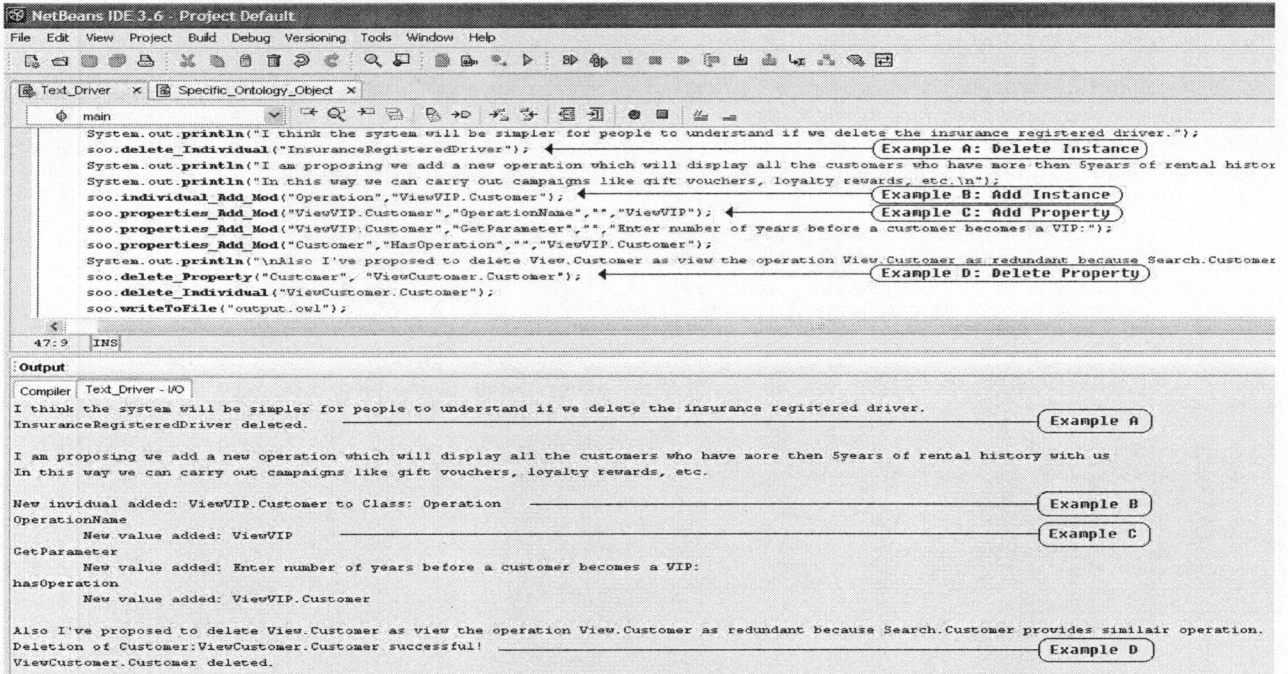 NetBeans IDE 3.6 - Project Default
File Edit View Project Build Debug Versioning Tools Window Help
Text_Driver × Specific_Ontology_Object ×
main
System.out.println("I think the system will be simpler for people to understand if we delete the insurance registered driver.");
soo.delete_Individual("InsuranceRegisteredDriver"); Example A: Delete Instance
System.out.println("I am proposing we add a new operation which will display all the customers who have more then 5years of rental histor
System.out.println("In this way we can carry out campaigns like gift vouchers, loyalty rewards, etc.\n");
soo.individual_Add_Mod("Operation","ViewVIP.Customer"); Example B: Add Instance
soo.properties_Add_Mod("ViewVIP.Customer","OperationName","","ViewVIP"); Example C: Add Property
soo.properties_Add_Mod("ViewVIP.Customer","GetParameter","","Enter number of years before a customer becomes a VIP:");
soo.properties_Add_Mod("Customer","HasOperation","","ViewVIP.Customer");
System.out.println("\nAlso I've proposed to delete View.Customer as view the operation View.Customer as redundant because Search.Customer
soo.delete_Property("Customer", "ViewCustomer.Customer"); Example D: Delete Property
soo.delete_Individual("ViewCustomer.Customer");
soo.writeToFile("output.owl");
47:9 INS
Output
Compiler Text_Driver - I/O
I think the system will be simpler for people to understand if we delete the insurance registered driver.
InsuranceRegisteredDriver deleted. Example A
I am proposing we add a new operation which will display all the customers who have more then 5years of rental history with us
In this way we can carry out campaigns like gift vouchers, loyalty rewards, etc.
New invidual added: ViewVIP.Customer to Class: Operation Example B
OperationName
New value added: ViewVIP Example C
GetParameter
New value added: Enter number of years before a customer becomes a VIP:
hasOperation
New value added: ViewVIP.Customer
Also I've proposed to delete View.Customer as view the operation View.Customer as redundant because Search.Customer provides similair operation.
Deletion of Customer:ViewCustomer.Customer successful! Example D
ViewCustomer.Customer deleted.